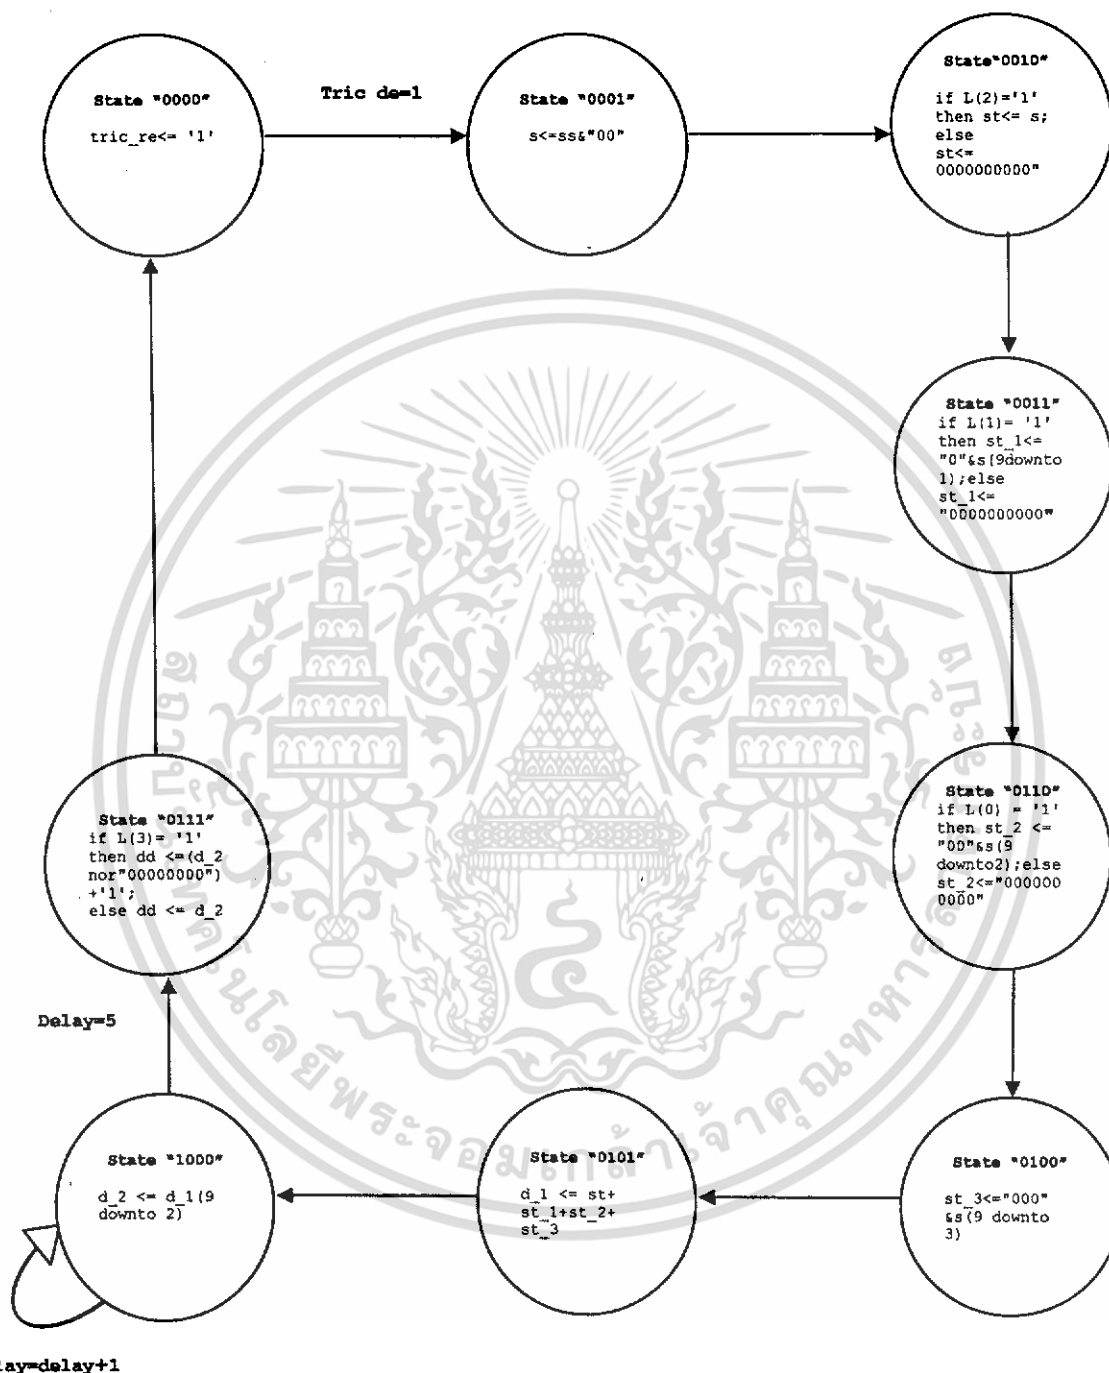 State "0000"
tric_re<= '1'
Tric de=1
State "0001"
s<=ss&"00"
State"0010"
if L(2)='1'
then st<= s;
else
st<=
0000000000"
State "0011"
if L(1)= '1'
then st_1<=
"0"&s(9downto
1);else
st_1<=
"0000000000"
State "0110"
if L(0) = '1'
then st_2 <=
"00"&s(9
downto2);else
st_2<="000000
0000"
State "0100"
st_3<="000"
&s(9 downto
3)
State "0101"
d_1 <= st+
st_1+st_2+
st_3
State "1000"
d_2 <= d_1(9
downto 2)
lay=delay+1
Delay=5
State "0111"
if L(3)= '1'
then dd <=(d_2
nor"00000000")
+'1';
else dd <= d_2